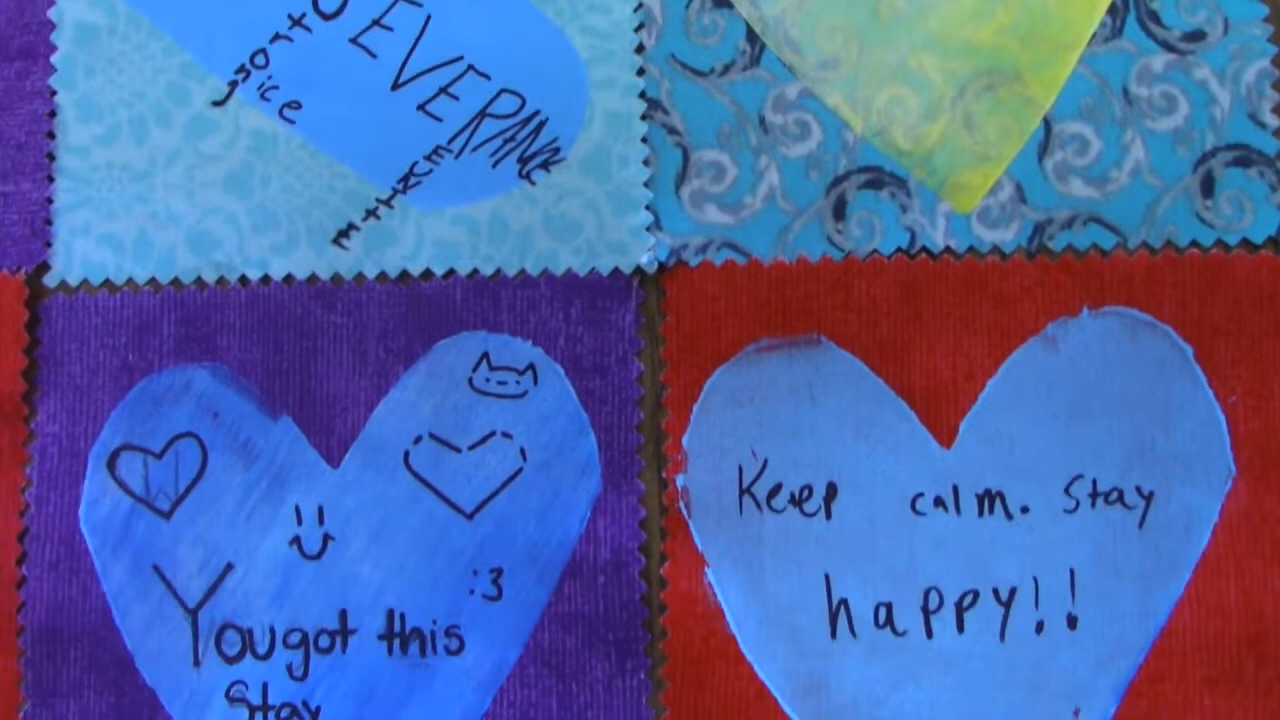 EVERANCE
You got this
Stay
:3
Keep calm. Stay
happy!!